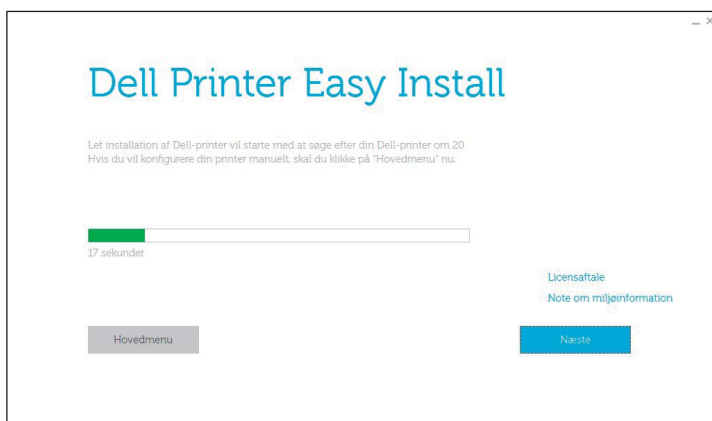 Dell Printer Easy Install
Let installation af Dell-printer vil starte med at søge efter din Dell-printer om 20
Hvis du vil konfigurere din printer manuelt, skal du klikke på "Hovedmenu" nu.
17 sekunder
Licensaftale
Note om miljøinformation
Hovedmenu
Næste